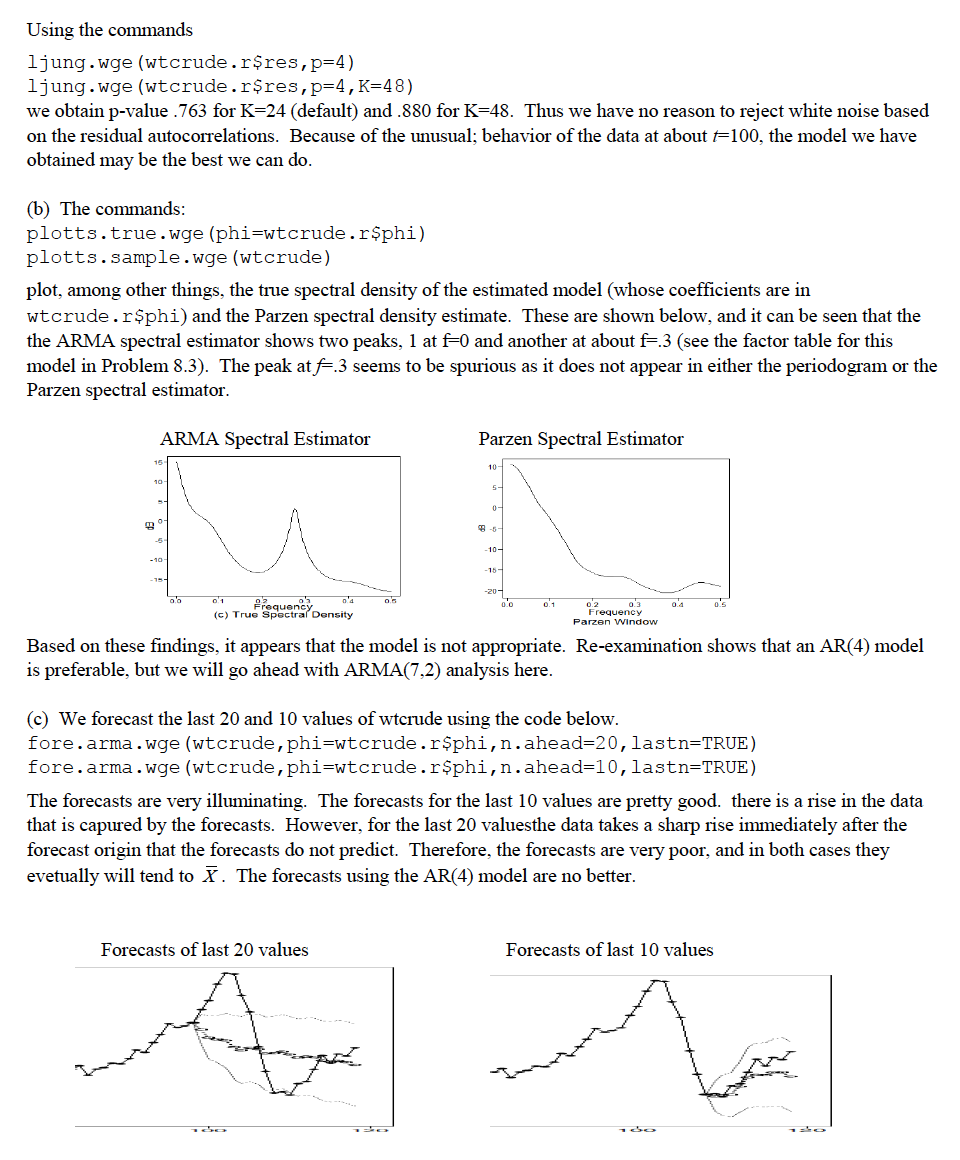 Using the commands
ljung.wge(wtcrude.r$res,p=4)
ljung.wge(wtcrude.r$res,p=4,K=48)
we obtain p-value .763 for K=24 (default) and .880 for K=48.  Thus we have no reason to reject white noise based
on the residual autocorrelations.  Because of the unusual; behavior of the data at about t=100, the model we have
obtained may be the best we can do.
(b)  The commands:
plotts.true.wge(phi=wtcrude.r$phi)
plotts.sample.wge(wtcrude)
plot, among other things, the true spectral density of the estimated model (whose coefficients are in
wtcrude.r$phi) and the Parzen spectral density estimate.  These are shown below, and it can be seen that the
the ARMA spectral estimator shows two peaks, 1 at f=0 and another at about f=.3 (see the factor table for this
model in Problem 8.3).  The peak at f=.3 seems to be spurious as it does not appear in either the periodogram or the
Parzen spectral estimator.
ARMA Spectral Estimator
15
10
5
0
-5
-10
-15
dB
0.0 0.1 0.2 0.3 0.4 0.5
Frequency
(c) True Spectral Density
Parzen Spectral Estimator
10
5
0
-5
-10
-15
-20
dB
0.0 0.1 0.2 0.3 0.4 0.5
Frequency
Parzen Window
Based on these findings, it appears that the model is not appropriate.  Re-examination shows that an AR(4) model
is preferable, but we will go ahead with ARMA(7,2) analysis here.
(c)  We forecast the last 20 and 10 values of wtcrude using the code below.
fore.arma.wge(wtcrude,phi=wtcrude.r$phi,n.ahead=20,lastn=TRUE)
fore.arma.wge(wtcrude,phi=wtcrude.r$phi,n.ahead=10,lastn=TRUE)
The forecasts are very illuminating.  The forecasts for the last 10 values are pretty good.  there is a rise in the data
that is capured by the forecasts.  However, for the last 20 valuesthe data takes a sharp rise immediately after the
forecast origin that the forecasts do not predict.  Therefore, the forecasts are very poor, and in both cases they
evetually will tend to X̅.  The forecasts using the AR(4) model are no better.
Forecasts of last 20 values
100 120
Forecasts of last 10 values
100 120